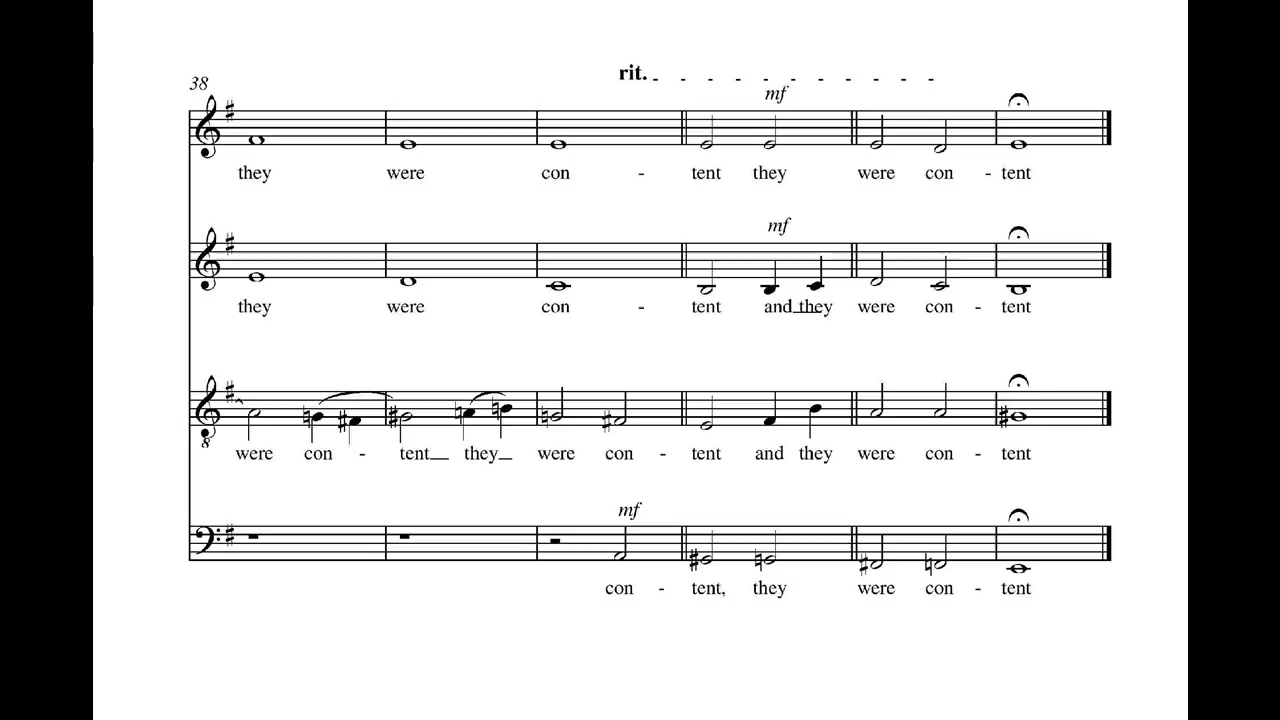 rit. - - - - - - - - - - -
38
mf
they were con - tent they were con - tent
mf
they were con - tent and they were con - tent
8
were con - tent they were con - tent and they were con - tent
mf
con - tent, they were con - tent